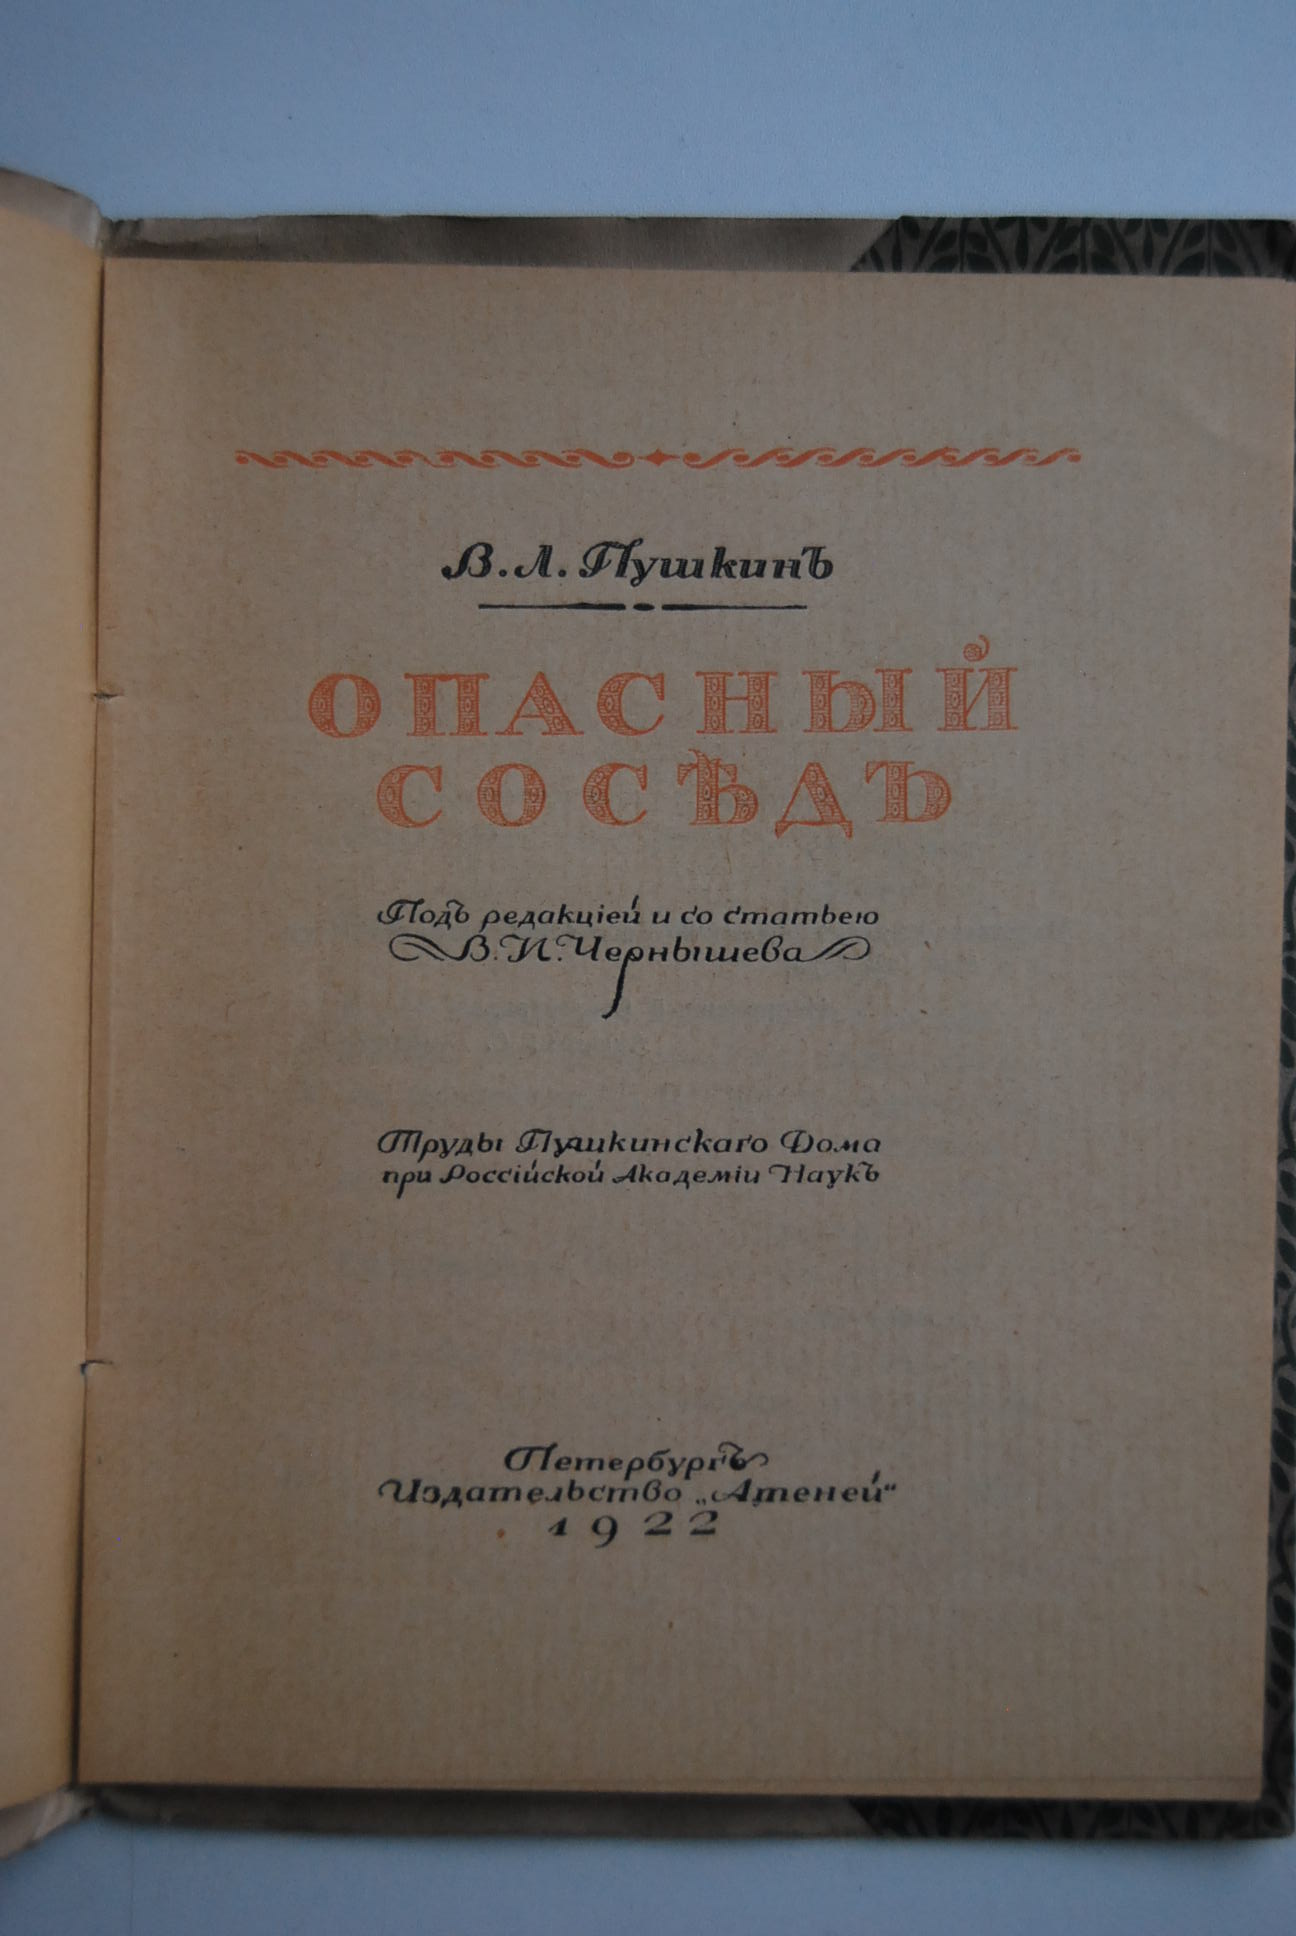 В. Л. Пушкинъ
ОПАСНЫЙ
СОСѢДЪ
Подъ редакціей и со статьею
В. И. Чернышева
Труды Пушкинскаго Дома
при Россійской Академіи Наукъ
Петербургъ
Издательство „Атеней“
1922